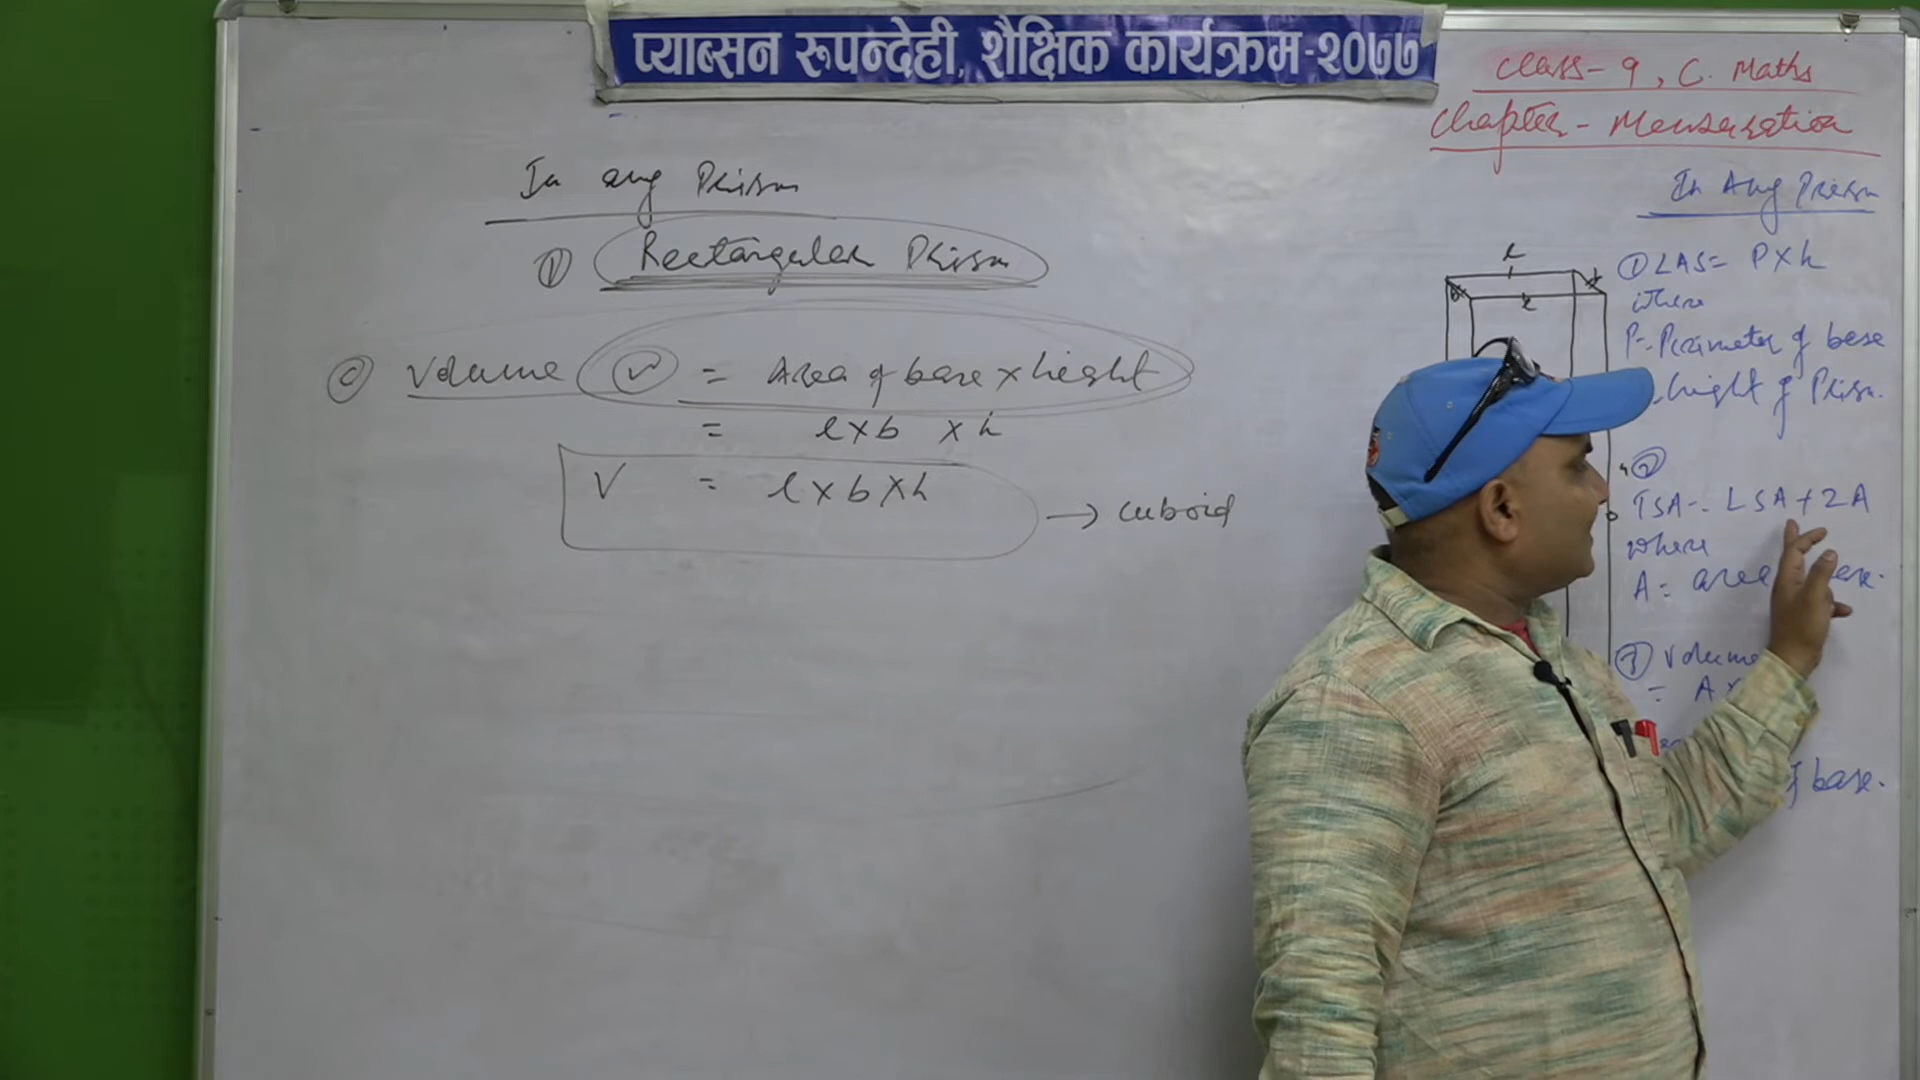 प्याब्सन रूपन्देही, शैक्षिक कार्यक्रम-२०७७
Class-9, C. Maths
Chapter-Mensuration
In any Prism
① Rectangular Prism
Ⓒ Volume Ⓥ = Area of base × height
= l×b ×h
V = l×b×h → cuboid
In Any Prism
① LAS= P×h
where
P= Perimeter of base
height of Prism.
②
TSA= LSA+2A
where
A= area
Volume
= A×
of base.
l
l
b